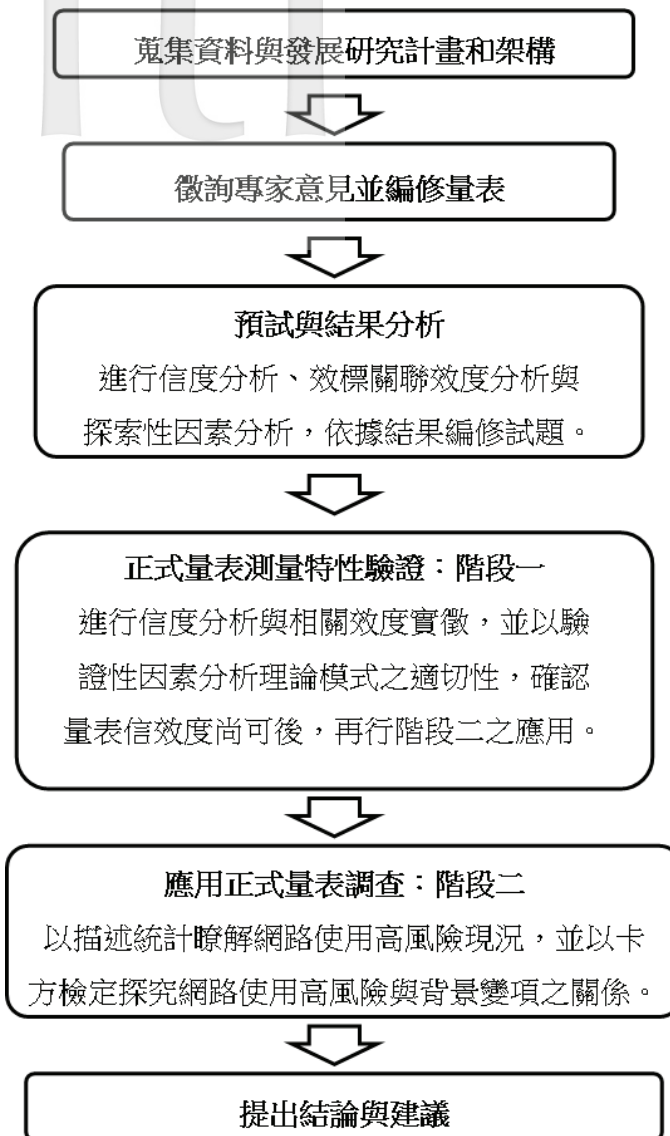 蒐集資料與發展研究計畫和架構
徵詢專家意見並編修量表
預試與結果分析
進行信度分析、效標關聯效度分析與
探索性因素分析，依據結果編修試題。
正式量表測量特性驗證：階段一
進行信度分析與相關效度實徵，並以驗
證性因素分析理論模式之適切性，確認
量表信效度尚可後，再行階段二之應用。
應用正式量表調查：階段二
以描述統計瞭解網路使用高風險現況，並以卡
方檢定探究網路使用高風險與背景變項之關係。
提出結論與建議